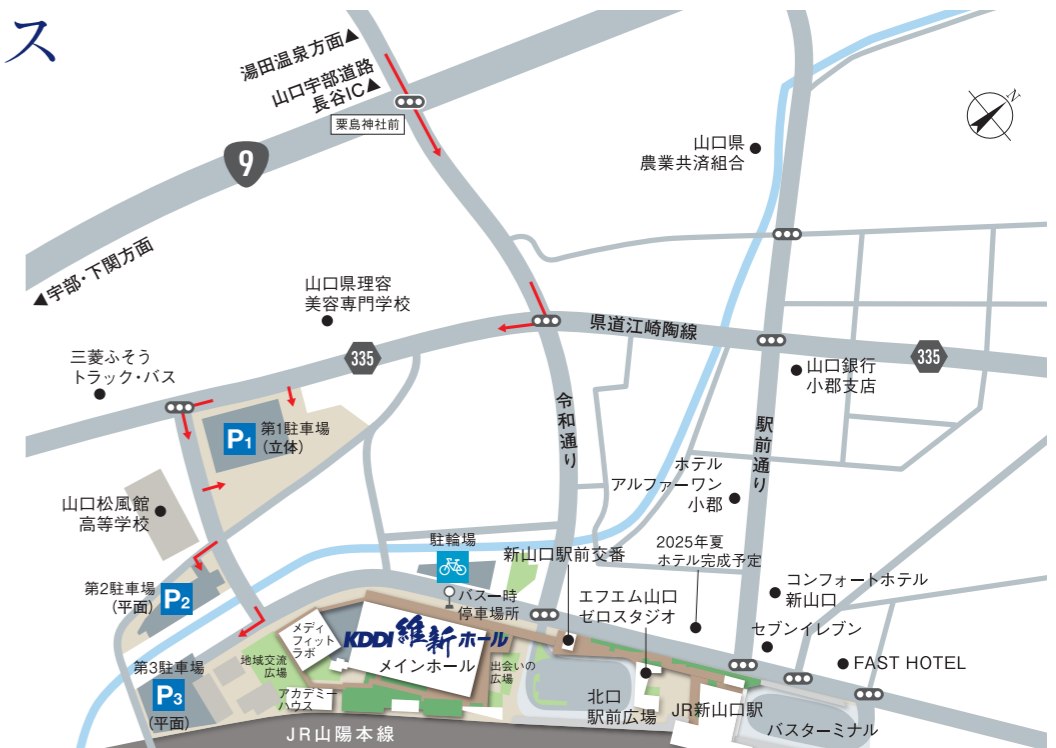 ス
湯田温泉方面▲
山口宇部道路
長谷IC▲
粟島神社前
N
山口県
農業共済組合
9
▲宇部・下関方面
山口県理容
美容専門学校
県道江崎陶線
335
335
三菱ふそう
トラック・バス
山口銀行
小郡支店
P1
第1駐車場
(立体)
令和通り
駅前通り
ホテル
アルファーワン
小郡
山口松風館
高等学校
駐輪場
新山口駅前交番
2025年夏
ホテル完成予定
第2駐車場
(平面)
P2
バス一時
停車場所
エフエム山口
ゼロスタジオ
コンフォートホテル
新山口
メディ
フィット
ラボ
KDDI維新ホール
メインホール
セブンイレブン
FAST HOTEL
第3駐車場
P3
(平面)
地域交流
広場
出会いの
広場
アカデミー
ハウス
北口
駅前広場
JR新山口駅
バスターミナル
JR山陽本線